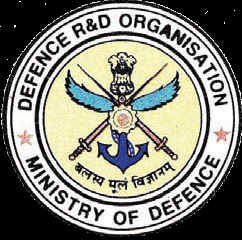 DEFENCE R&D ORGANISATION
बलस्य मूलं विज्ञानम्
MINISTRY OF DEFENCE